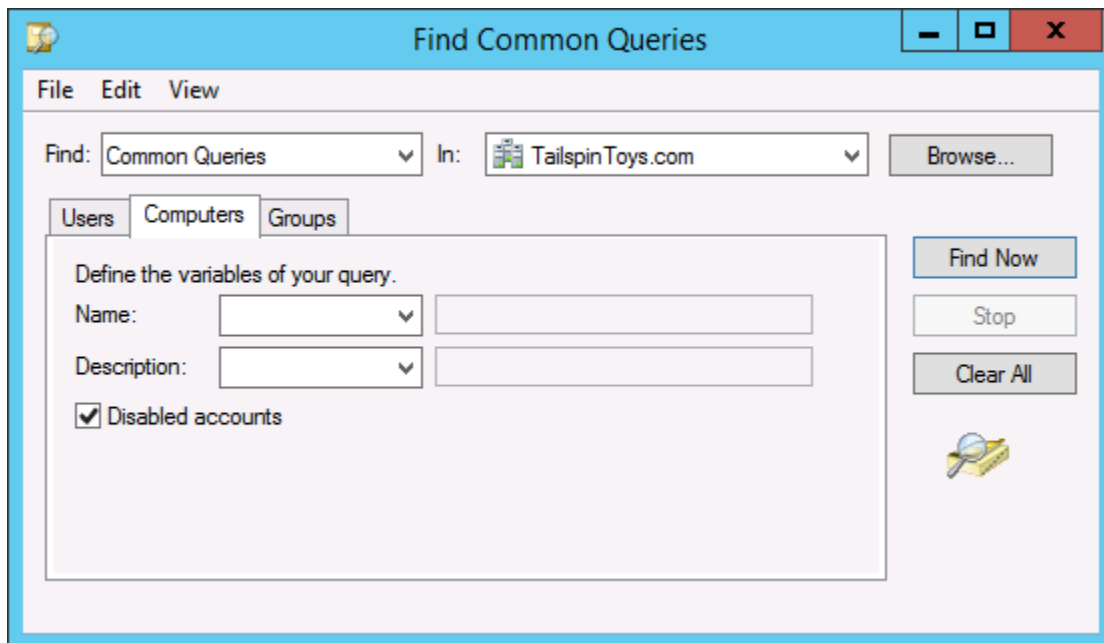 Find Common Queries
File Edit View
Find: Common Queries In: TailspinToys.com Browse...
Users Computers Groups
Define the variables of your query.
Find Now
Name:
Stop
Description:
Clear All
Disabled accounts